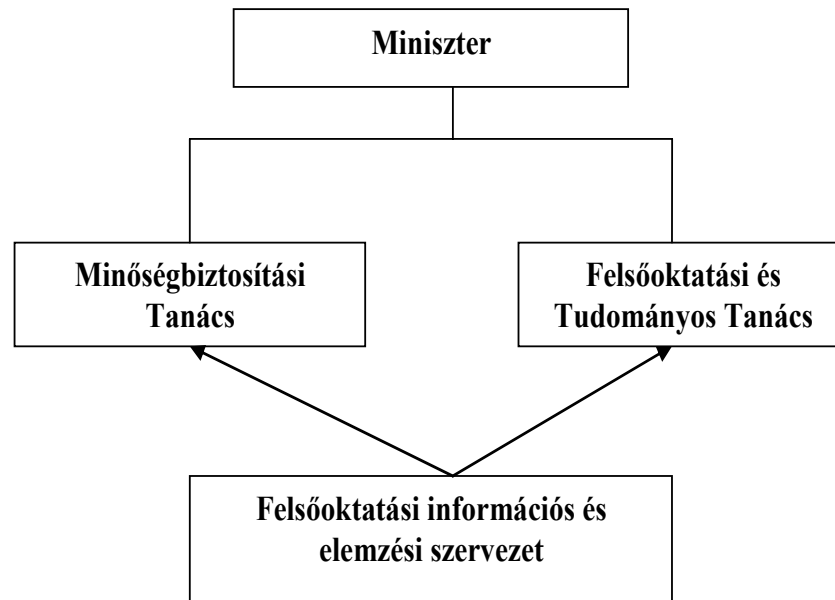 Miniszter
Minőségbiztosítási
Tanács
Felsőoktatási és
Tudományos Tanács
Felsőoktatási információs és
elemzési szervezet